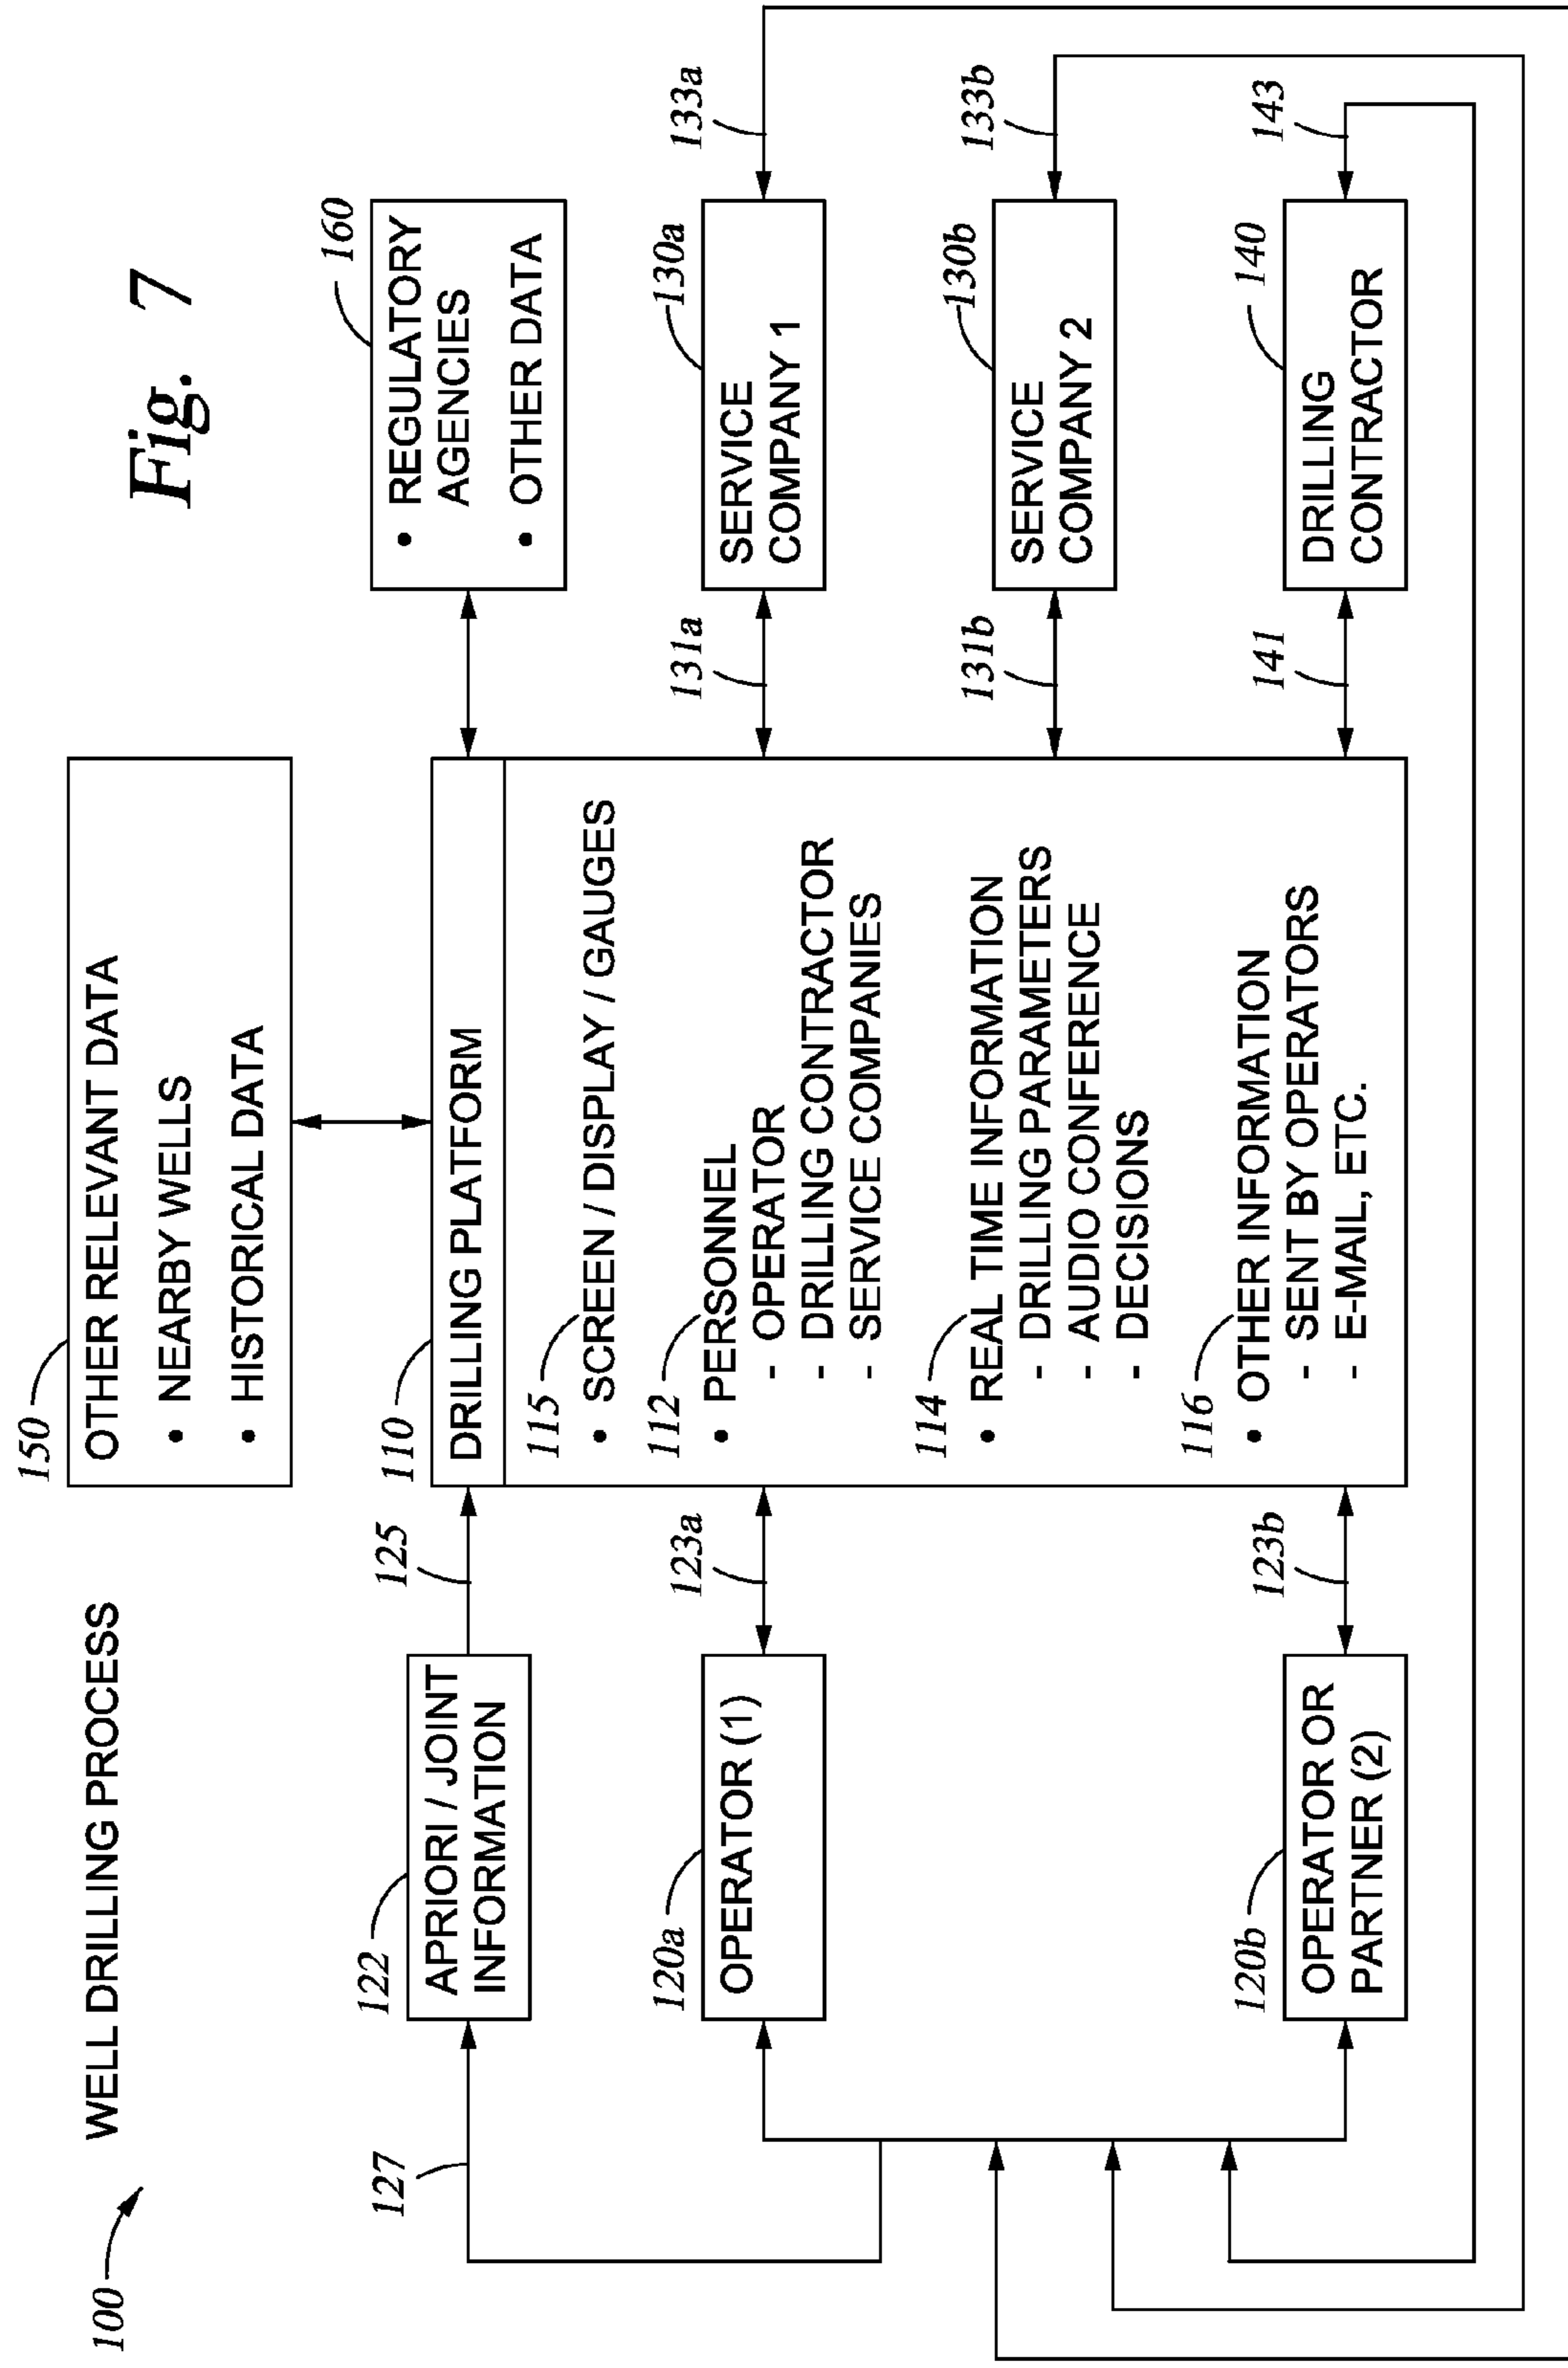 Fig. 7
WELL DRILLING PROCESS
100
150
OTHER RELEVANT DATA
• NEARBY WELLS
• HISTORICAL DATA
160
• REGULATORY
AGENCIES
• OTHER DATA
127
122
APRIORI / JOINT
INFORMATION
125
110
DRILLING PLATFORM
115
• SCREEN / DISPLAY / GAUGES
112
• PERSONNEL
- OPERATOR
- DRILLING CONTRACTOR
- SERVICE COMPANIES
114
• REAL TIME INFORMATION
- DRILLING PARAMETERS
- AUDIO CONFERENCE
- DECISIONS
116
• OTHER INFORMATION
- SENT BY OPERATORS
- E-MAIL, ETC.
120a
OPERATOR (1)
123a
120b
OPERATOR OR
PARTNER (2)
123b
131a
130a
SERVICE
COMPANY 1
133a
131b
130b
SERVICE
COMPANY 2
133b
141
140
DRILLING
CONTRACTOR
143